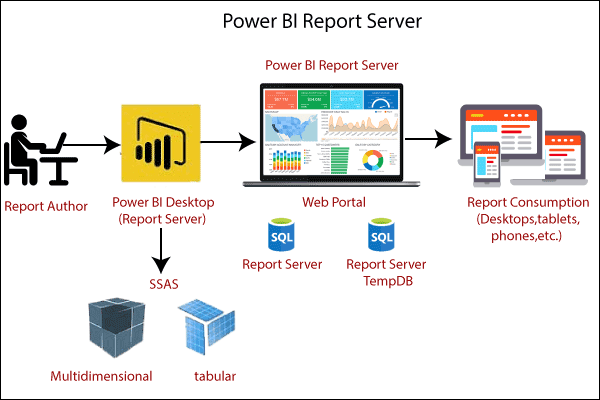 Power BI Report Server
Power BI Report Server
Report Author
Power BI Desktop
(Report Server)
Web Portal
Report Consumption
(Desktops,tablets,
phones,etc.)
SQL
SQL
Report Server
Report Server
TempDB
SSAS
Multidimensional
tabular